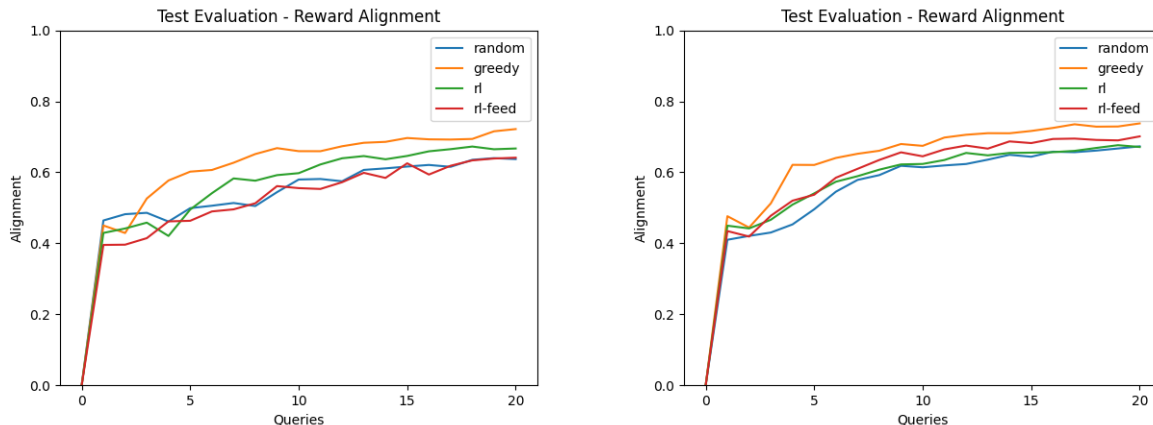 Test Evaluation - Reward Alignment
1.0
0.8
0.6
0.4
0.2
0.0
Alignment
random
greedy
rl
rl-feed
0
5
10
15
20
Queries
Test Evaluation - Reward Alignment
1.0
0.8
0.6
0.4
0.2
0.0
Alignment
random
greedy
rl
rl-feed
0
5
10
15
20
Queries